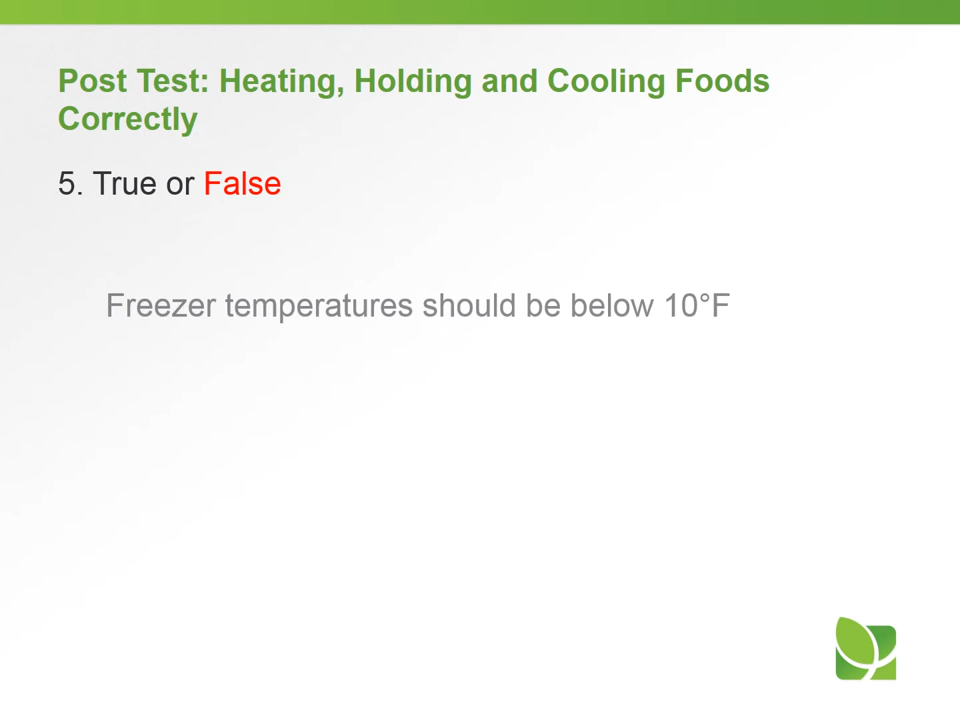 Post Test: Heating, Holding and Cooling Foods
Correctly
5. True or False
Freezer temperatures should be below 10°F